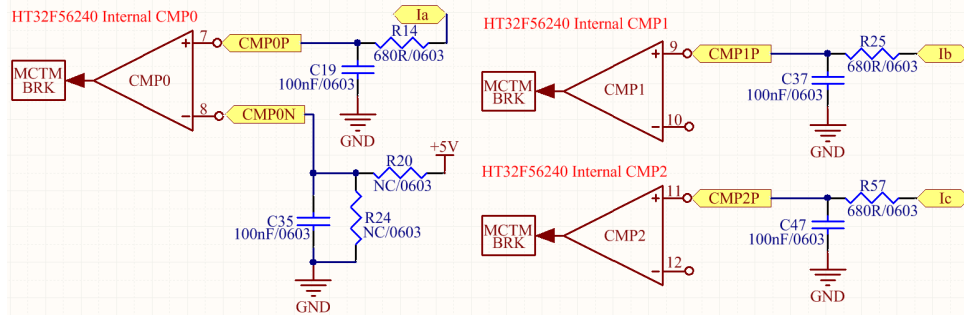 HT32F56240 Internal CMP0
Ia
7
CMP0P
R14
680R/0603
+
MCTM
BRK
CMP0
C19
100nF/0603
−
8
CMP0N
GND
+5V
R20
NC/0603
C35
100nF/0603
R24
NC/0603
GND
HT32F56240 Internal CMP1
9
CMP1P
R25
680R/0603
Ib
+
MCTM
BRK
CMP1
C37
100nF/0603
−
10
GND
HT32F56240 Internal CMP2
11
CMP2P
R57
680R/0603
Ic
+
MCTM
BRK
CMP2
C47
100nF/0603
−
12
GND